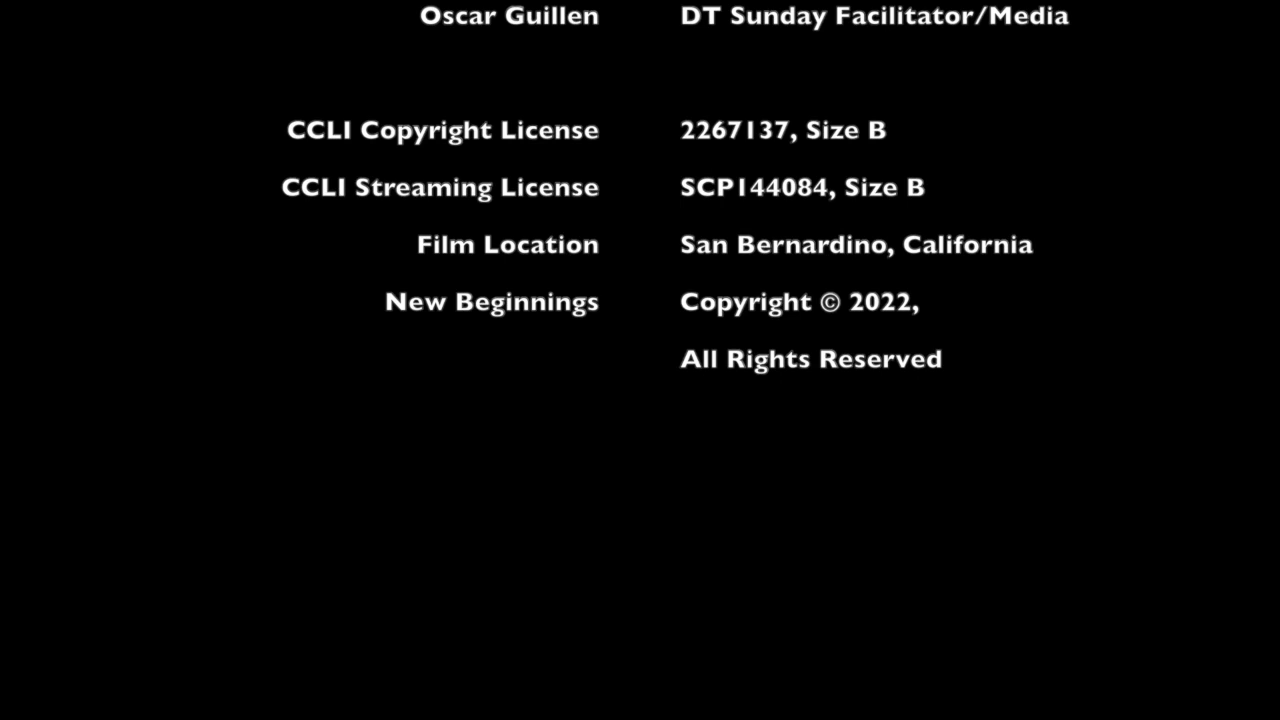 Oscar Guillen DT Sunday Facilitator/Media
CCLI Copyright License 2267137, Size B
CCLI Streaming License SCP144084, Size B
Film Location San Bernardino, California
New Beginnings Copyright © 2022,
All Rights Reserved